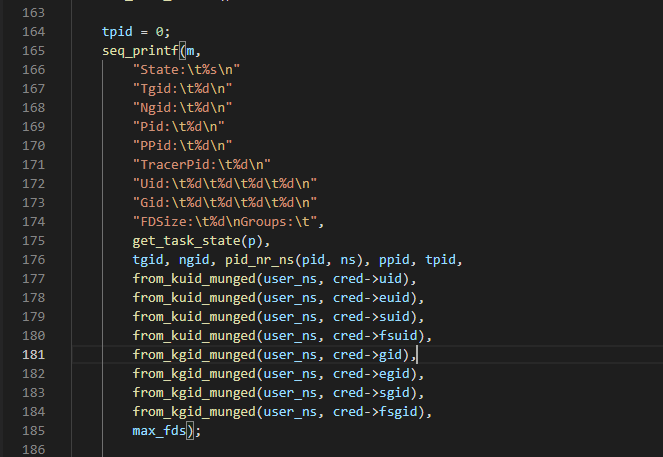 163
164 tpid = 0;
165 seq_printf(m,
166 "State:\t%s\n"
167 "Tgid:\t%d\n"
168 "Ngid:\t%d\n"
169 "Pid:\t%d\n"
170 "PPid:\t%d\n"
171 "TracerPid:\t%d\n"
172 "Uid:\t%d\t%d\t%d\t%d\n"
173 "Gid:\t%d\t%d\t%d\t%d\n"
174 "FDSize:\t%d\nGroups:\t",
175 get_task_state(p),
176 tgid, ngid, pid_nr_ns(pid, ns), ppid, tpid,
177 from_kuid_munged(user_ns, cred->uid),
178 from_kuid_munged(user_ns, cred->euid),
179 from_kuid_munged(user_ns, cred->suid),
180 from_kuid_munged(user_ns, cred->fsuid),
181 from_kgid_munged(user_ns, cred->gid),
182 from_kgid_munged(user_ns, cred->egid),
183 from_kgid_munged(user_ns, cred->sgid),
184 from_kgid_munged(user_ns, cred->fsgid),
185 max_fds);
186